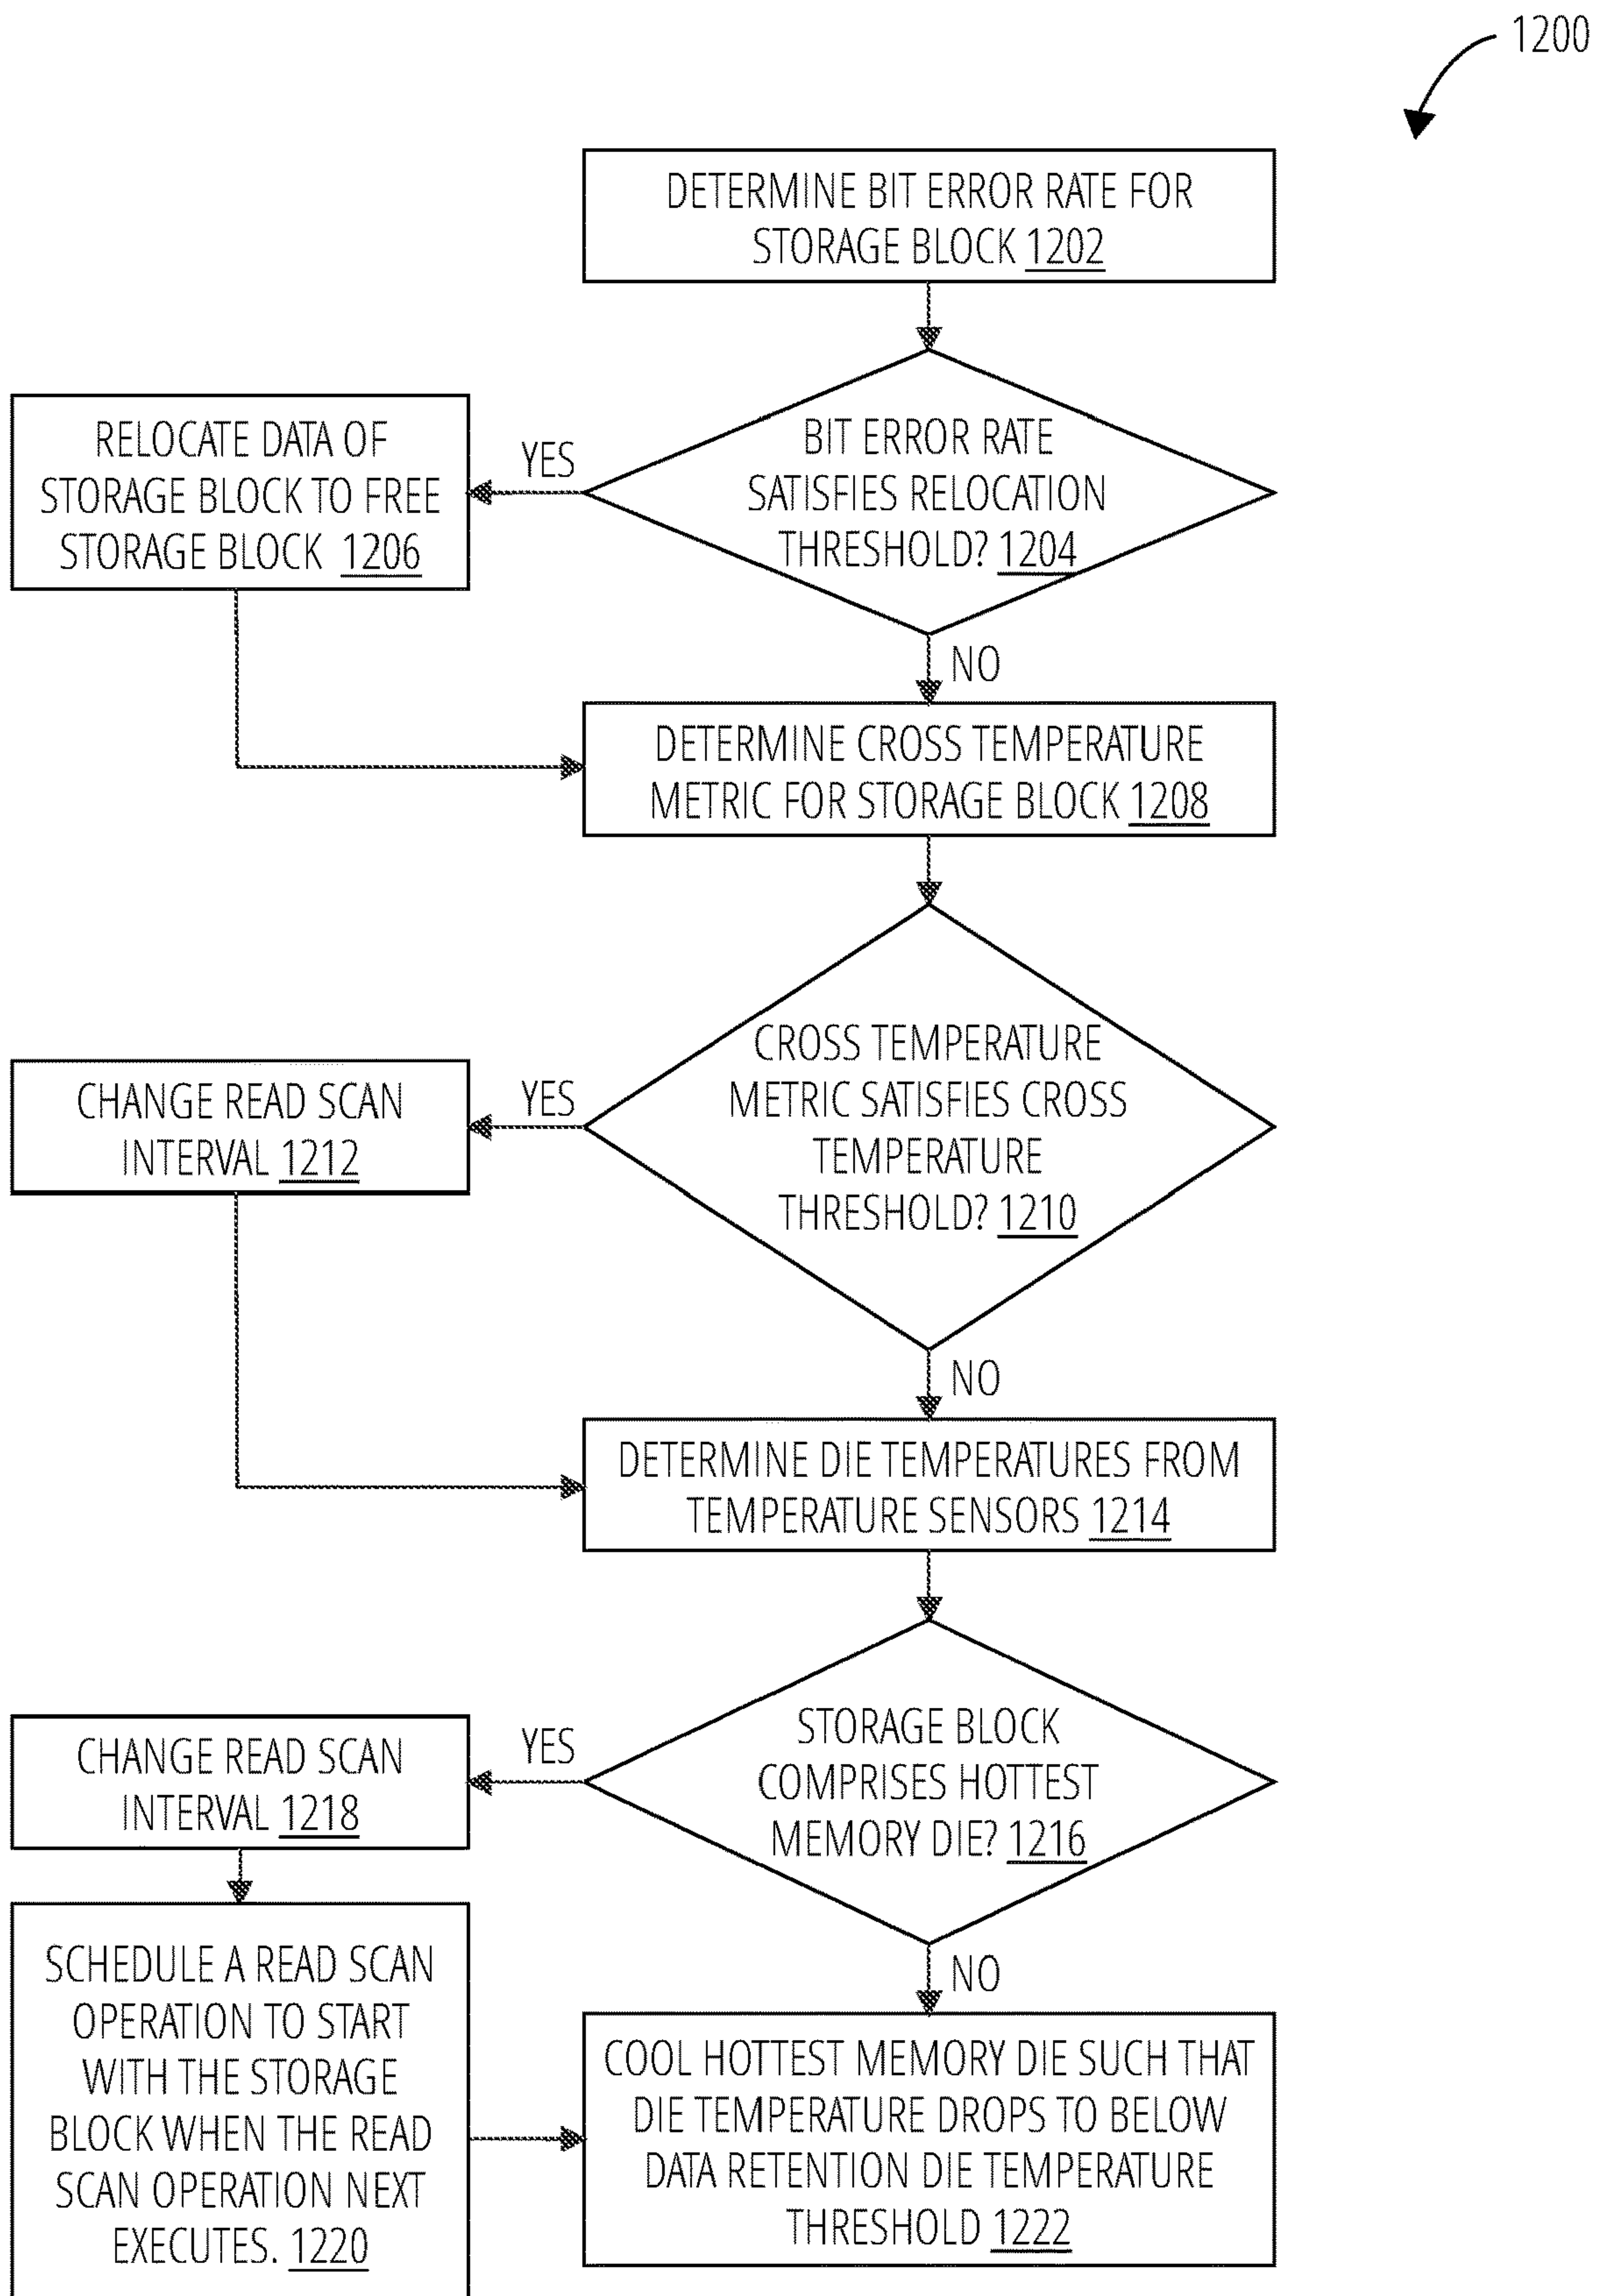 1200
DETERMINE BIT ERROR RATE FOR
STORAGE BLOCK 1202
BIT ERROR RATE
SATISFIES RELOCATION
THRESHOLD? 1204
YES
RELOCATE DATA OF
STORAGE BLOCK TO FREE
STORAGE BLOCK 1206
NO
DETERMINE CROSS TEMPERATURE
METRIC FOR STORAGE BLOCK 1208
CROSS TEMPERATURE
METRIC SATISFIES CROSS
TEMPERATURE
THRESHOLD? 1210
YES
CHANGE READ SCAN
INTERVAL 1212
NO
DETERMINE DIE TEMPERATURES FROM
TEMPERATURE SENSORS 1214
STORAGE BLOCK
COMPRISES HOTTEST
MEMORY DIE? 1216
YES
CHANGE READ SCAN
INTERVAL 1218
SCHEDULE A READ SCAN
OPERATION TO START
WITH THE STORAGE
BLOCK WHEN THE READ
SCAN OPERATION NEXT
EXECUTES. 1220
NO
COOL HOTTEST MEMORY DIE SUCH THAT
DIE TEMPERATURE DROPS TO BELOW
DATA RETENTION DIE TEMPERATURE
THRESHOLD 1222